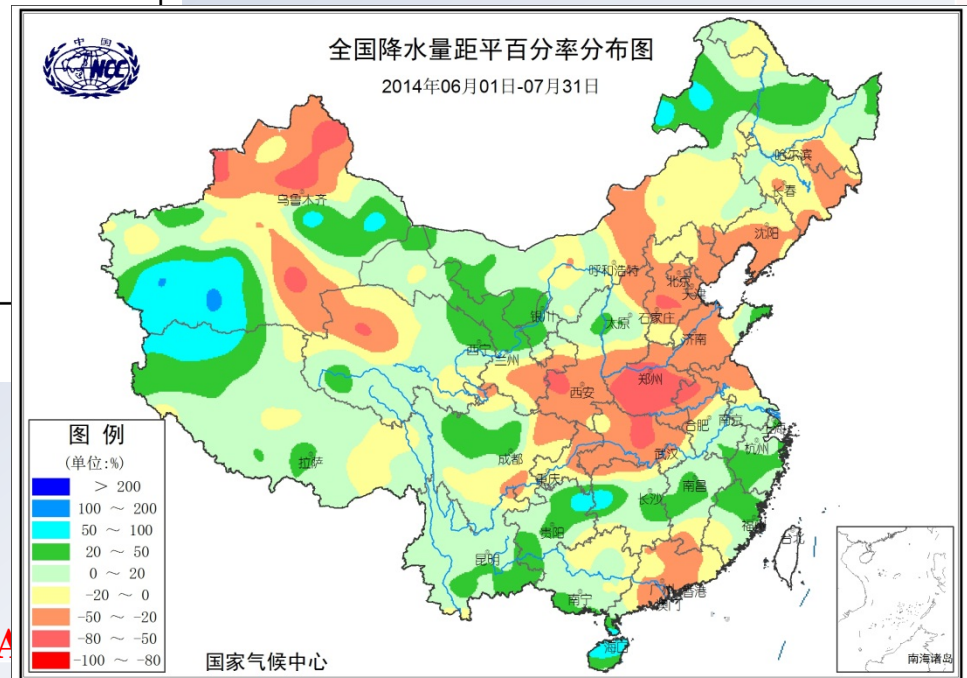 中国
NCC
全国降水量距平百分率分布图
2014年06月01日-07月31日
哈尔滨
长春
乌鲁木齐
沈阳
呼和浩特
北京
天津
银川
太原
石家庄
济南
西宁
兰州
西安
郑州
合肥
南京
上海
成都
武汉
杭州
拉萨
重庆
长沙
南昌
贵阳
福州
台北
昆明
南宁
香港
澳门
海口
图 例
(单位:%)
> 200
100 ~ 200
50 ~ 100
20 ~ 50
0 ~ 20
-20 ~ 0
-50 ~ -20
-80 ~ -50
-100 ~ -80
国家气候中心
南海诸岛
A